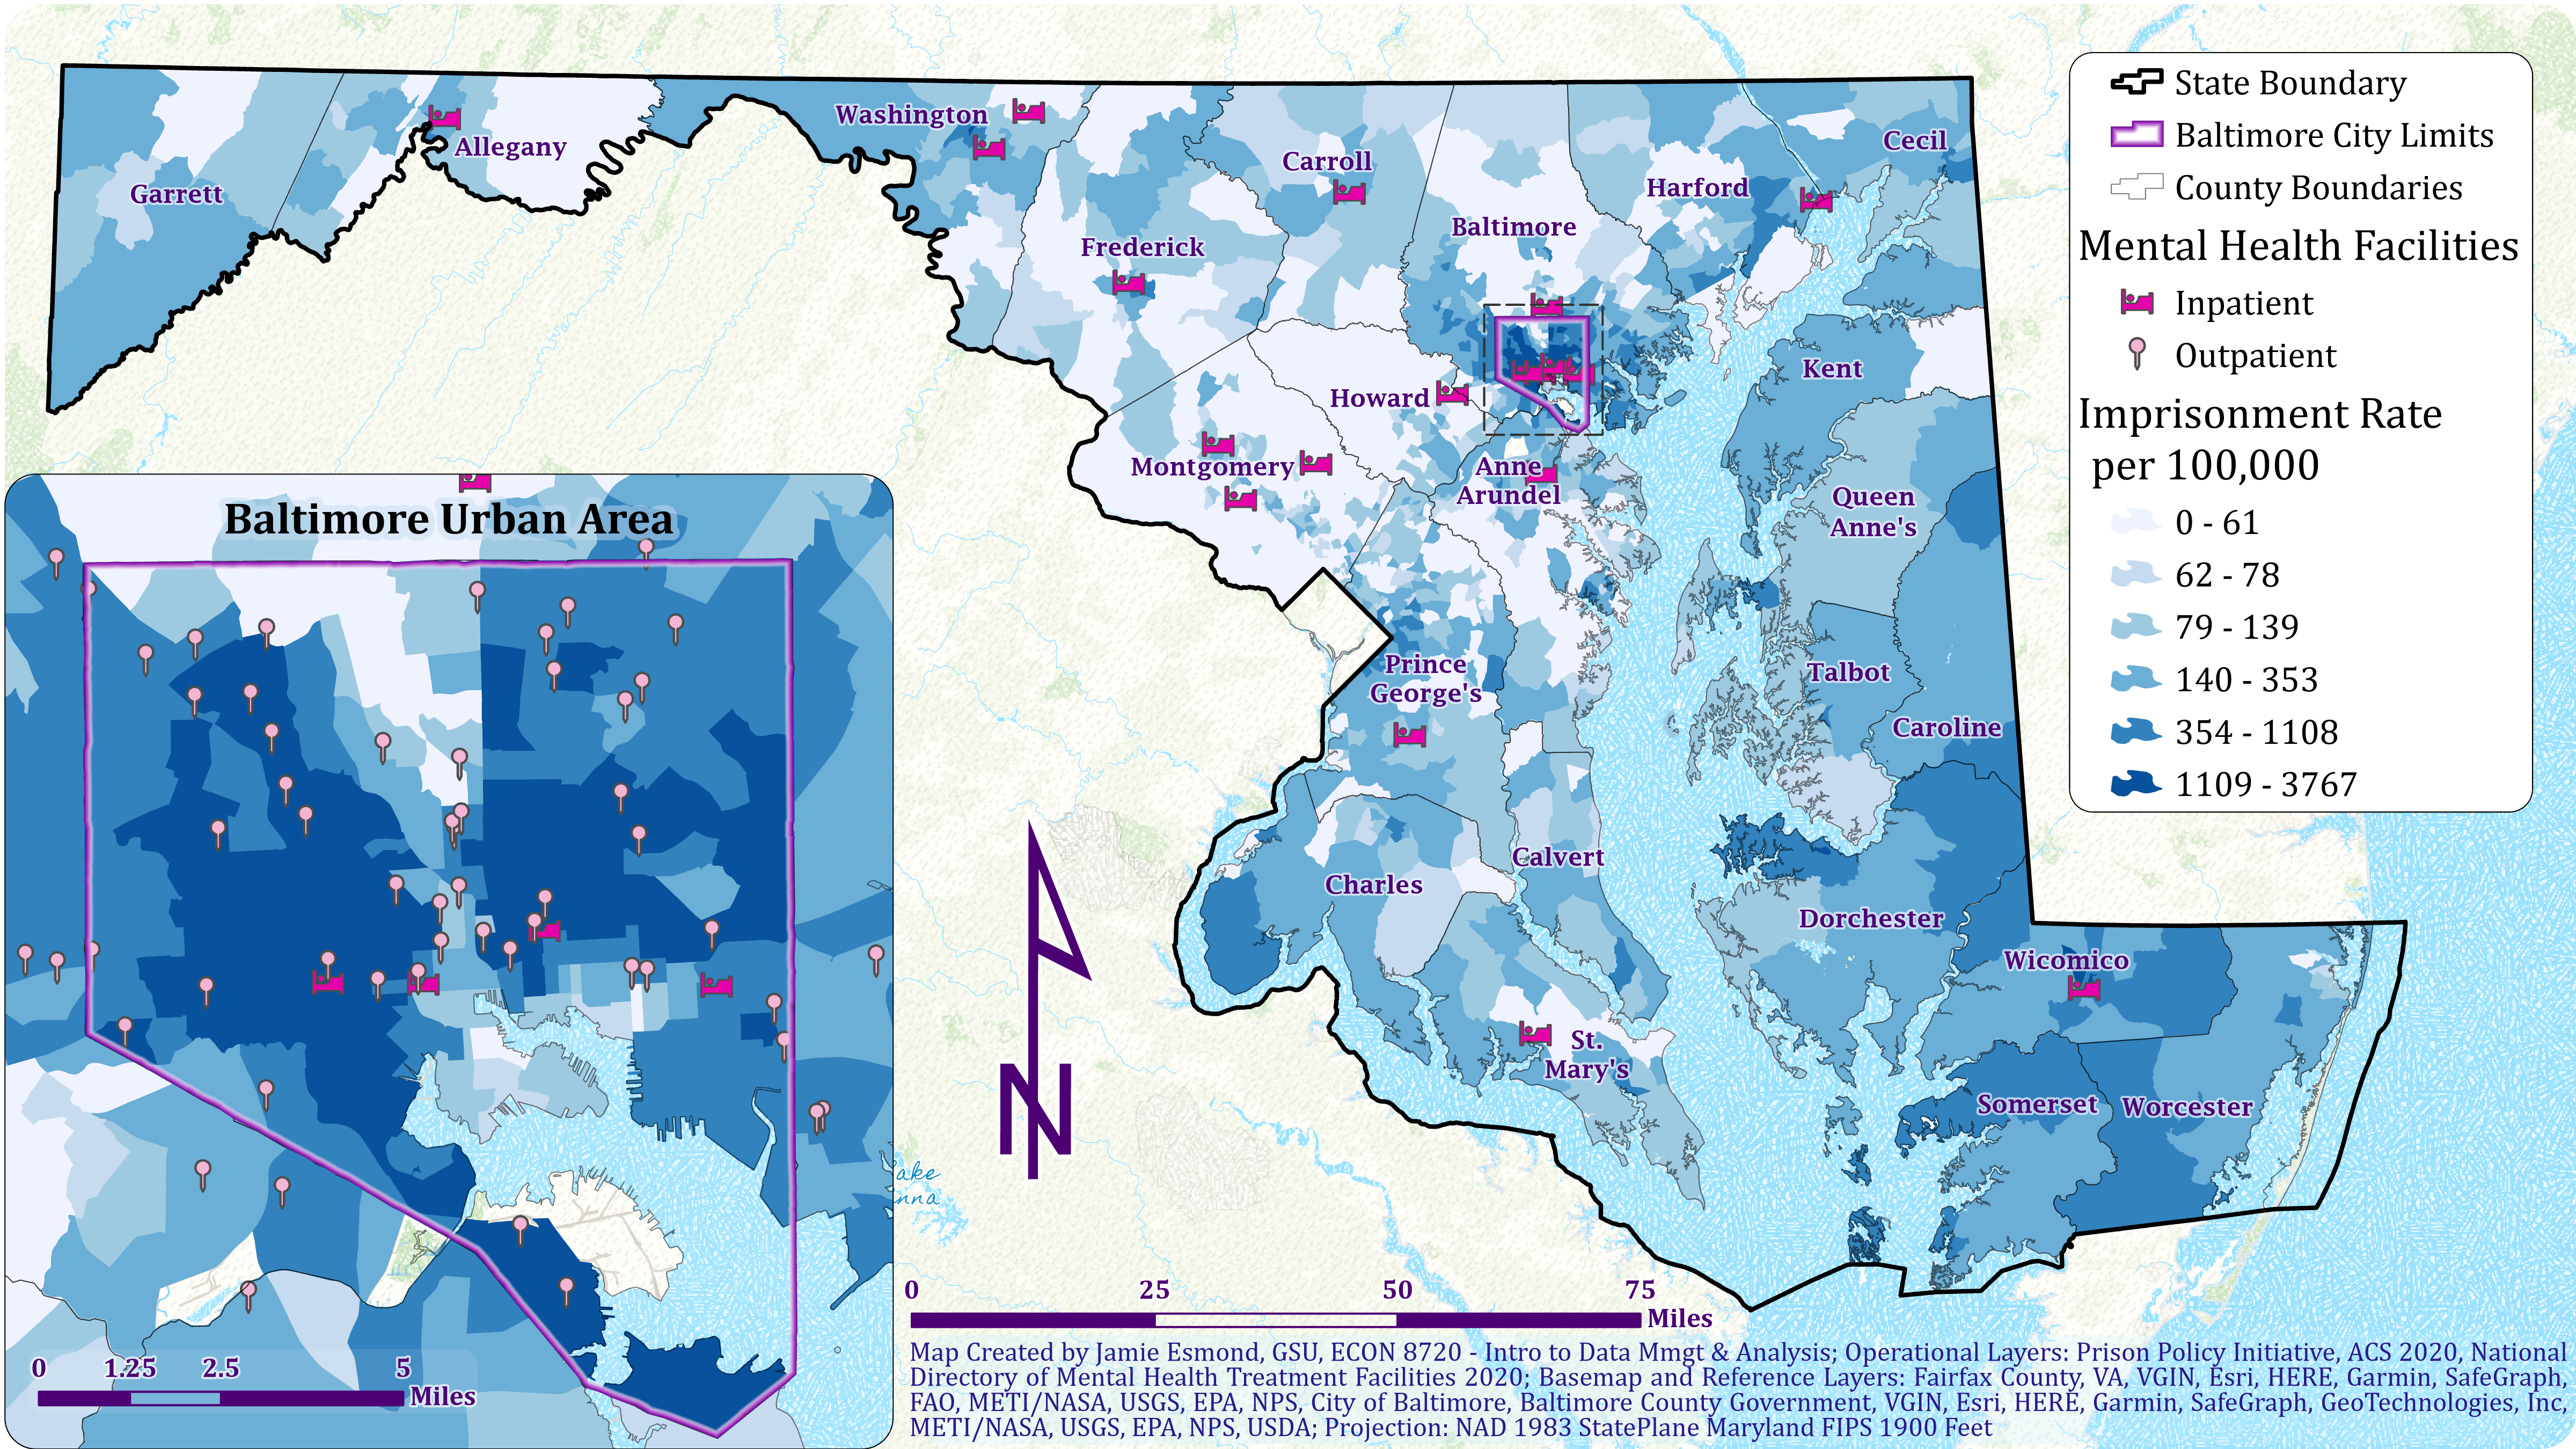 Garrett
Allegany
Washington
Frederick
Carroll
Baltimore
Harford
Cecil
Howard
Montgomery
Anne
Arundel
Kent
Queen
Anne's
Prince
George's
Talbot
Caroline
Calvert
Charles
Dorchester
Wicomico
St.
Mary's
Somerset
Worcester
State Boundary
Baltimore City Limits
County Boundaries
Mental Health Facilities
Inpatient
Outpatient
Imprisonment Rate
per 100,000
0 - 61
62 - 78
79 - 139
140 - 353
354 - 1108
1109 - 3767
Baltimore Urban Area
0 1.25 2.5 5
Miles
N
ake
nna
0 25 50 75
Miles
Map Created by Jamie Esmond, GSU, ECON 8720 - Intro to Data Mmgt & Analysis; Operational Layers: Prison Policy Initiative, ACS 2020, National
Directory of Mental Health Treatment Facilities 2020; Basemap and Reference Layers: Fairfax County, VA, VGIN, Esri, HERE, Garmin, SafeGraph,
FAO, METI/NASA, USGS, EPA, NPS, City of Baltimore, Baltimore County Government, VGIN, Esri, HERE, Garmin, SafeGraph, GeoTechnologies, Inc,
METI/NASA, USGS, EPA, NPS, USDA; Projection: NAD 1983 StatePlane Maryland FIPS 1900 Feet